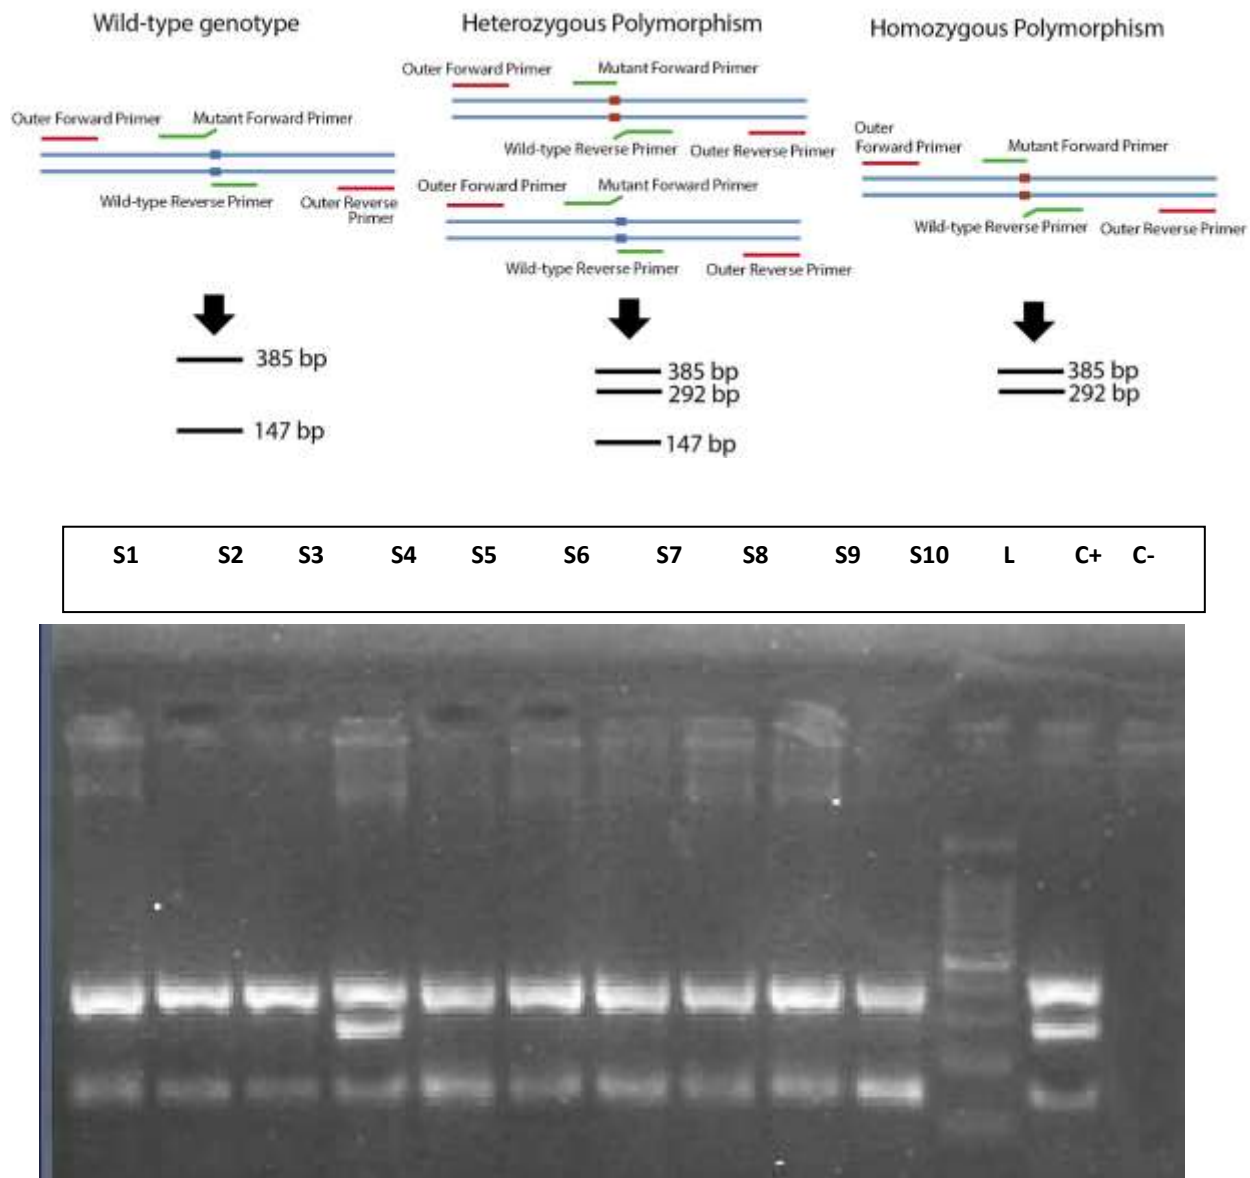 Wild-type genotype
Heterozygous Polymorphism
Homozygous Polymorphism
Outer Forward Primer
Mutant Forward Primer
Wild-type Reverse Primer
Outer Reverse
Primer
385 bp
147 bp
Outer Forward Primer
Mutant Forward Primer
Wild-type Reverse Primer
Outer Reverse Primer
Outer Forward Primer
Mutant Forward Primer
Wild-type Reverse Primer
Outer Reverse Primer
385 bp
292 bp
147 bp
Outer
Forward Primer
Mutant Forward Primer
Wild-type Reverse Primer
Outer Reverse Primer
385 bp
292 bp
S1 S2 S3 S4 S5 S6 S7 S8 S9 S10 L C+ C-